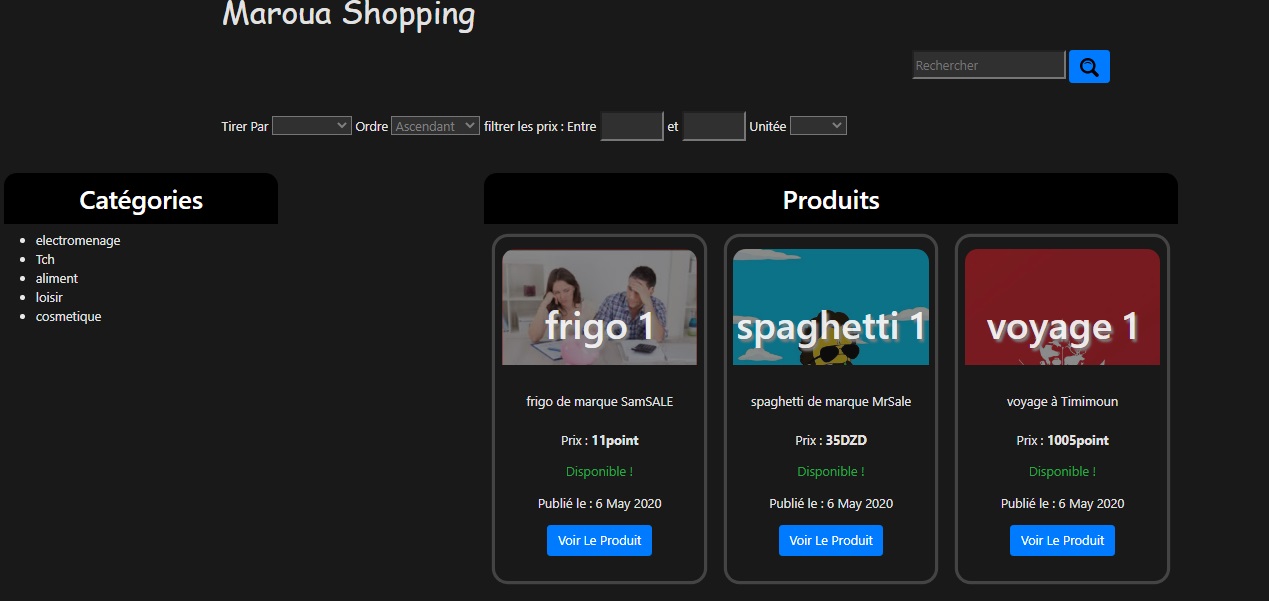 Maroua Shopping
Rechercher
Tirer Par Ordre Ascendant filtrer les prix : Entre et Unitée
Catégories
electromenage
Tch
aliment
loisir
cosmetique
Produits
frigo 1
frigo de marque SamSALE
Prix : 11point
Disponible !
Publié le : 6 May 2020
Voir Le Produit
spaghetti 1
spaghetti de marque MrSale
Prix : 35DZD
Disponible !
Publié le : 6 May 2020
Voir Le Produit
voyage 1
voyage à Timimoun
Prix : 1005point
Disponible !
Publié le : 6 May 2020
Voir Le Produit